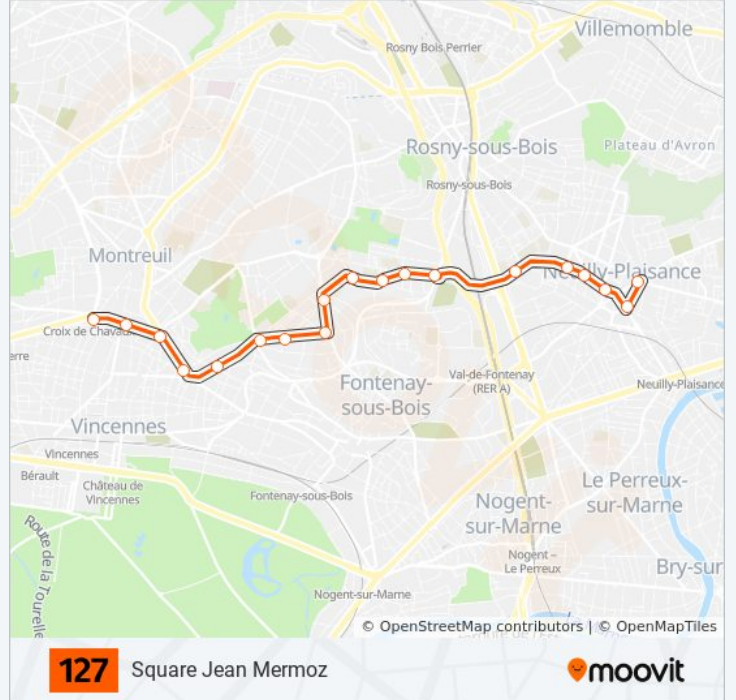 Villemomble
Rosny Bois Perrier
Rosny-sous-Bois
Plateau d'Avron
Rosny-sous-Bois
Montreuil
Neuilly-Plaisance
Croix de Chavau
erre
Fontenay-
sous-Bois
Val-de-Fontenay
(RER A)
Neuilly-Plaisance
Vincennes
Vincennes
Bérault
Château de
Vincennes
Fontenay-sous-Bois
Le Perreux-
sur-Marne
Nogent-
sur-Marne
Route de la Tourelle
Nogent –
Le Perreux
Bry-sur
Nogent-sur-Marne
© OpenStreetMap contributors | © OpenMapTiles
127 Square Jean Mermoz
moovit